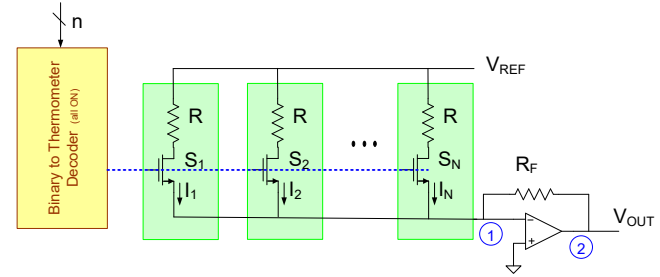 n
Binary to Thermometer
Decoder (all ON)
V_REF
R
R
R
S_1
S_2
S_N
I_1
I_2
I_N
R_F
V_OUT
1
2